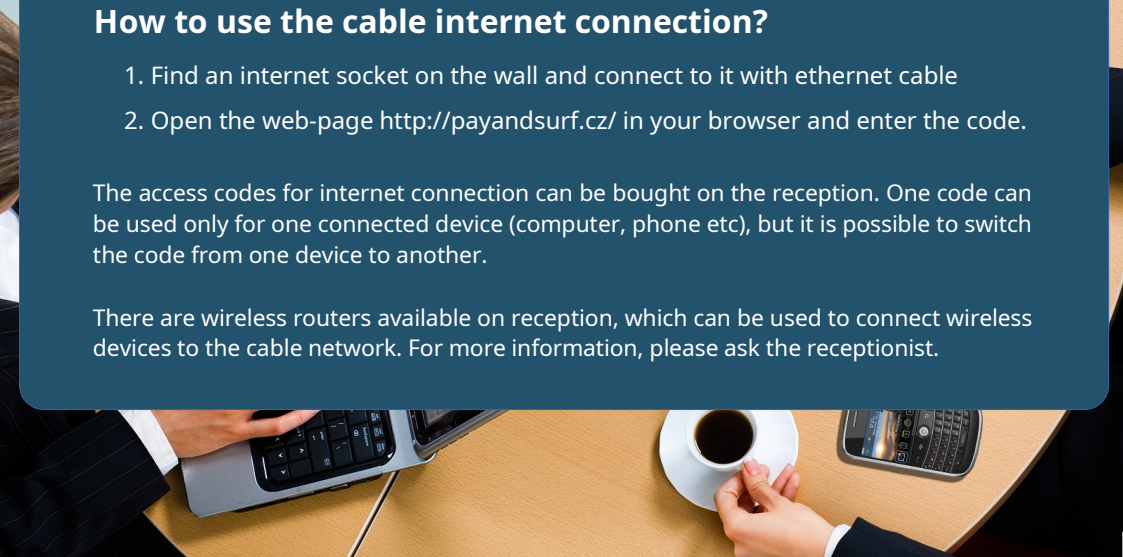 How to use the cable internet connection?
1. Find an internet socket on the wall and connect to it with ethernet cable
2. Open the web-page http://payandsurf.cz/ in your browser and enter the code.
The access codes for internet connection can be bought on the reception. One code can
be used only for one connected device (computer, phone etc), but it is possible to switch
the code from one device to another.
There are wireless routers available on reception, which can be used to connect wireless
devices to the cable network. For more information, please ask the receptionist.